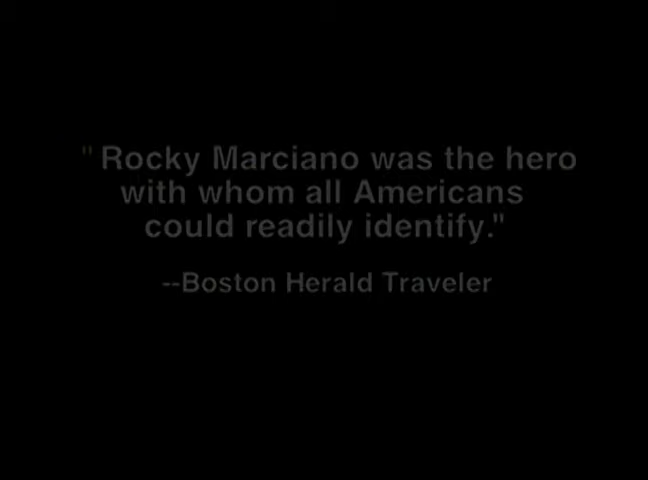 " Rocky Marciano was the hero
with whom all Americans
could readily identify."
--Boston Herald Traveler